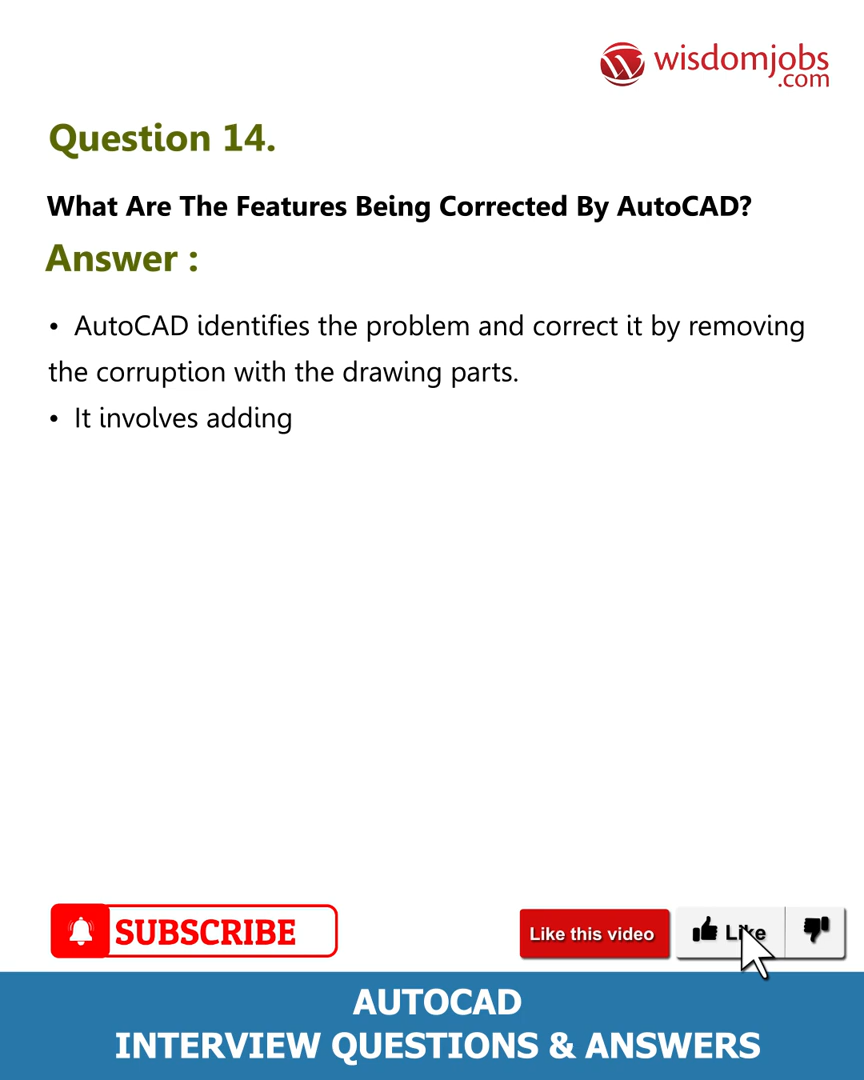 wisdomjobs
.com
Question 14.
What Are The Features Being Corrected By AutoCAD?
Answer :
• AutoCAD identifies the problem and correct it by removing
the corruption with the drawing parts.
• It involves adding
SUBSCRIBE
Like this video
Like
AUTOCAD
INTERVIEW QUESTIONS & ANSWERS